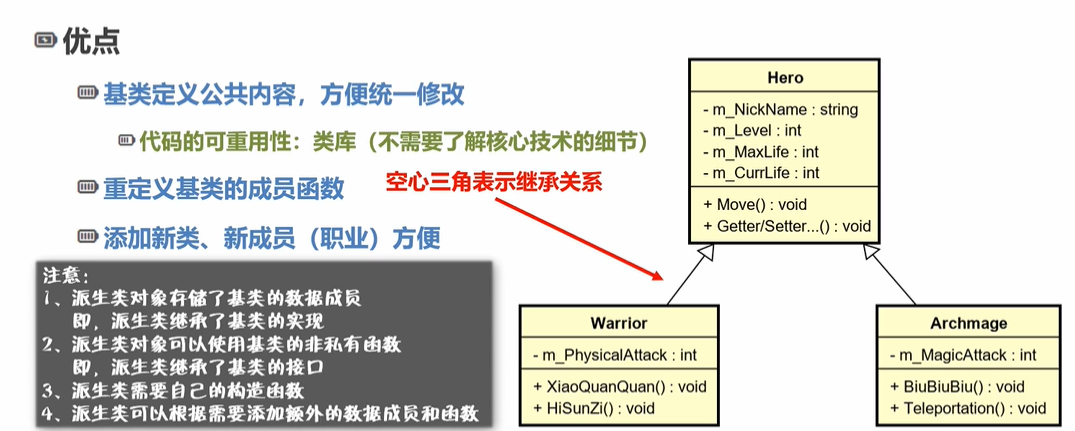 优点
基类定义公共内容，方便统一修改
代码的可重用性：类库（不需要了解核心技术的细节）
重定义基类的成员函数
添加新类、新成员（职业）方便
注意：
1、派生类对象存储了基类的数据成员
即，派生类继承了基类的实现
2、派生类对象可以使用基类的非私有函数
即，派生类继承了基类的接口
3、派生类需要自己的构造函数
4、派生类可以根据需要添加额外的数据成员和函数
空心三角表示继承关系
Hero
- m_NickName : string
- m_Level : int
- m_MaxLife : int
- m_CurrLife : int
+ Move() : void
+ Getter/Setter...() : void
Warrior
- m_PhysicalAttack : int
+ XiaoQuanQuan() : void
+ HiSunZi() : void
Archmage
- m_MagicAttack : int
+ BiuBiuBiu() : void
+ Teleportation() : void